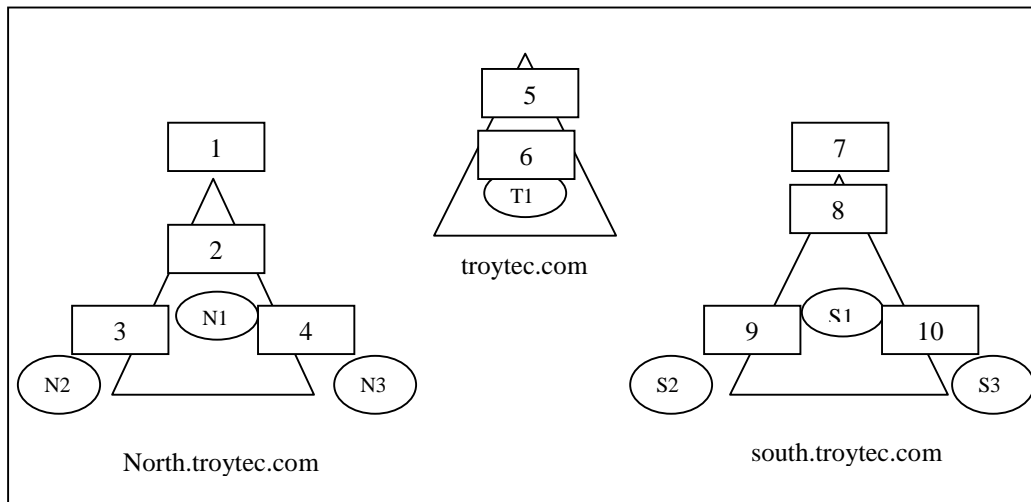 5
1
7
6
T1
8
2
N1
S1
3
4
9
10
N2
N3
S2
S3
troytec.com
North.troytec.com
south.troytec.com